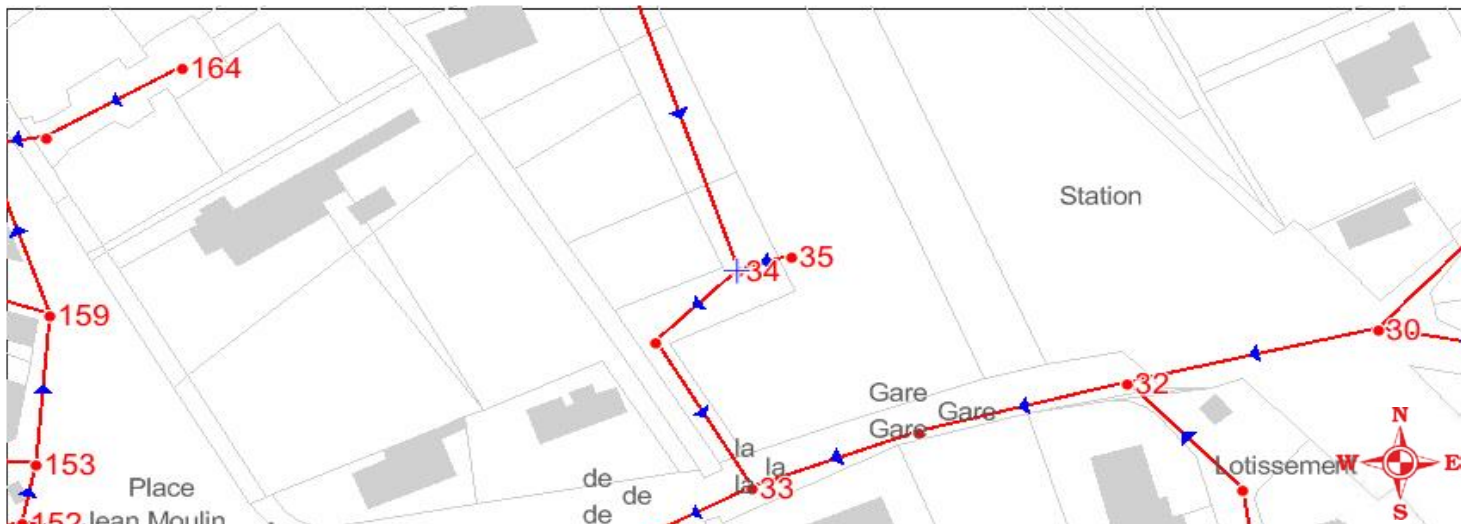 164
Station
34
35
159
30
32
Gare
Gare
Gare
la
la
la
33
153
Place
Jean Moulin
de
de
de
152
Lotissement
N
W
E
S